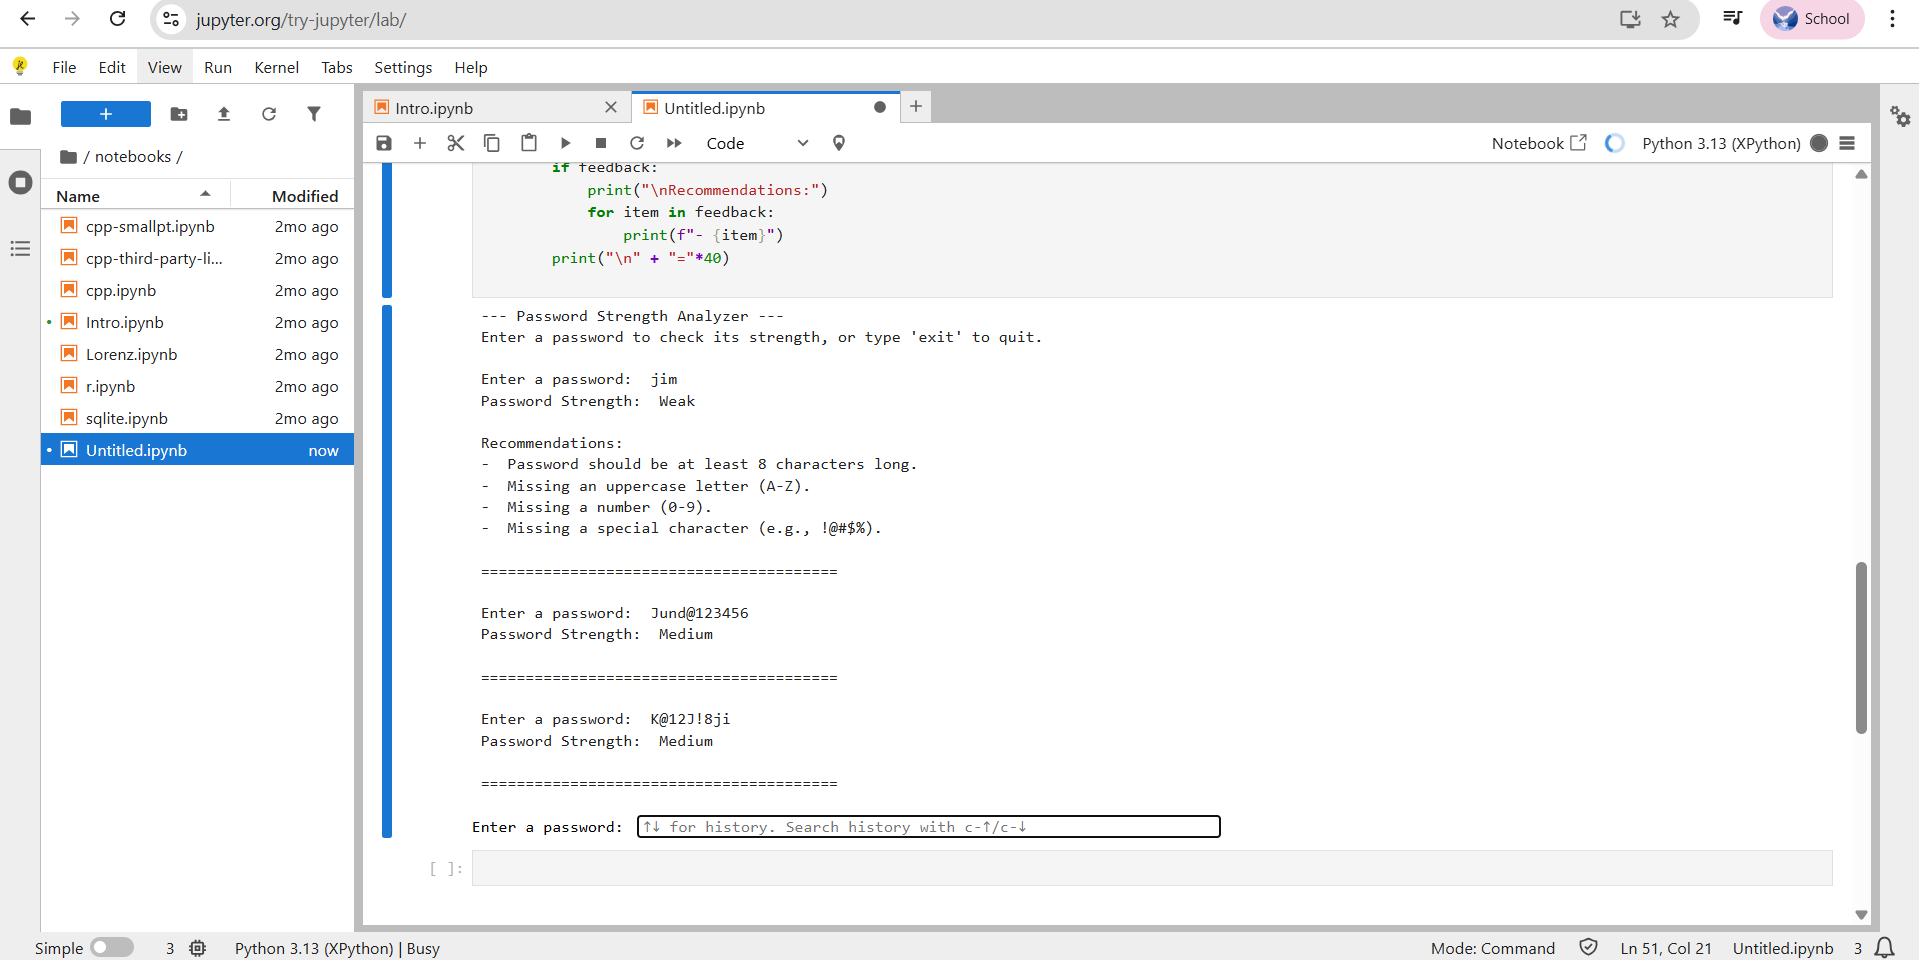 jupyter.org/try-jupyter/lab/
School
File Edit View Run Kernel Tabs Settings Help
+
/ notebooks /
Name Modified
cpp-smallpt.ipynb 2mo ago
cpp-third-party-li... 2mo ago
cpp.ipynb 2mo ago
Intro.ipynb 2mo ago
Lorenz.ipynb 2mo ago
r.ipynb 2mo ago
sqlite.ipynb 2mo ago
Untitled.ipynb now
Intro.ipynb Untitled.ipynb
Code Notebook Python 3.13 (XPython)
if feedback:
print("\nRecommendations:")
for item in feedback:
print(f"- {item}")
print("\n" + "="*40)
--- Password Strength Analyzer ---
Enter a password to check its strength, or type 'exit' to quit.
Enter a password: jim
Password Strength: Weak
Recommendations:
- Password should be at least 8 characters long.
- Missing an uppercase letter (A-Z).
- Missing a number (0-9).
- Missing a special character (e.g., !@#$%).
========================================
Enter a password: Jund@123456
Password Strength: Medium
========================================
Enter a password: K@12J!8ji
Password Strength: Medium
========================================
Enter a password: ↑↓ for history. Search history with c-↑/c-↓
[ ]:
Simple 3 Python 3.13 (XPython) | Busy Mode: Command Ln 51, Col 21 Untitled.ipynb 3